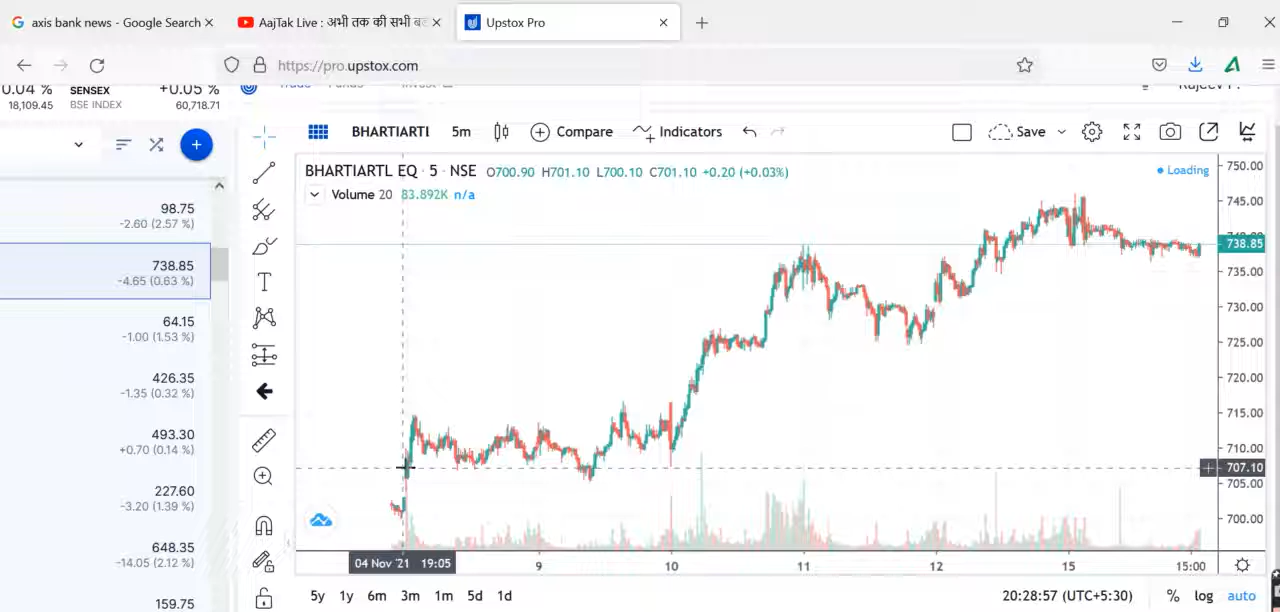 axis bank news - Google Search
AajTak Live : अभी तक की सभी
Upstox Pro
https://pro.upstox.com
0.04 % SENSEX +0.05 %
18,109.45 BSE INDEX 60,718.71
BHARTIARTI 5m Compare Indicators Save
BHARTIARTL EQ · 5 · NSE O700.90 H701.10 L700.10 C701.10 +0.20 (+0.03%) Loading
Volume 20 83.892K n/a
98.75
-2.60 (2.57 %)
738.85
-4.65 (0.63 %)
64.15
-1.00 (1.53 %)
426.35
-1.35 (0.32 %)
493.30
+0.70 (0.14 %)
227.60
-3.20 (1.39 %)
648.35
-14.05 (2.12 %)
159.75
750.00
745.00
738.85
735.00
730.00
725.00
720.00
715.00
710.00
707.10
705.00
700.00
04 Nov '21 19:05 9 10 11 12 15 15:00
5y 1y 6m 3m 1m 5d 1d 20:28:57 (UTC+5:30) % log auto